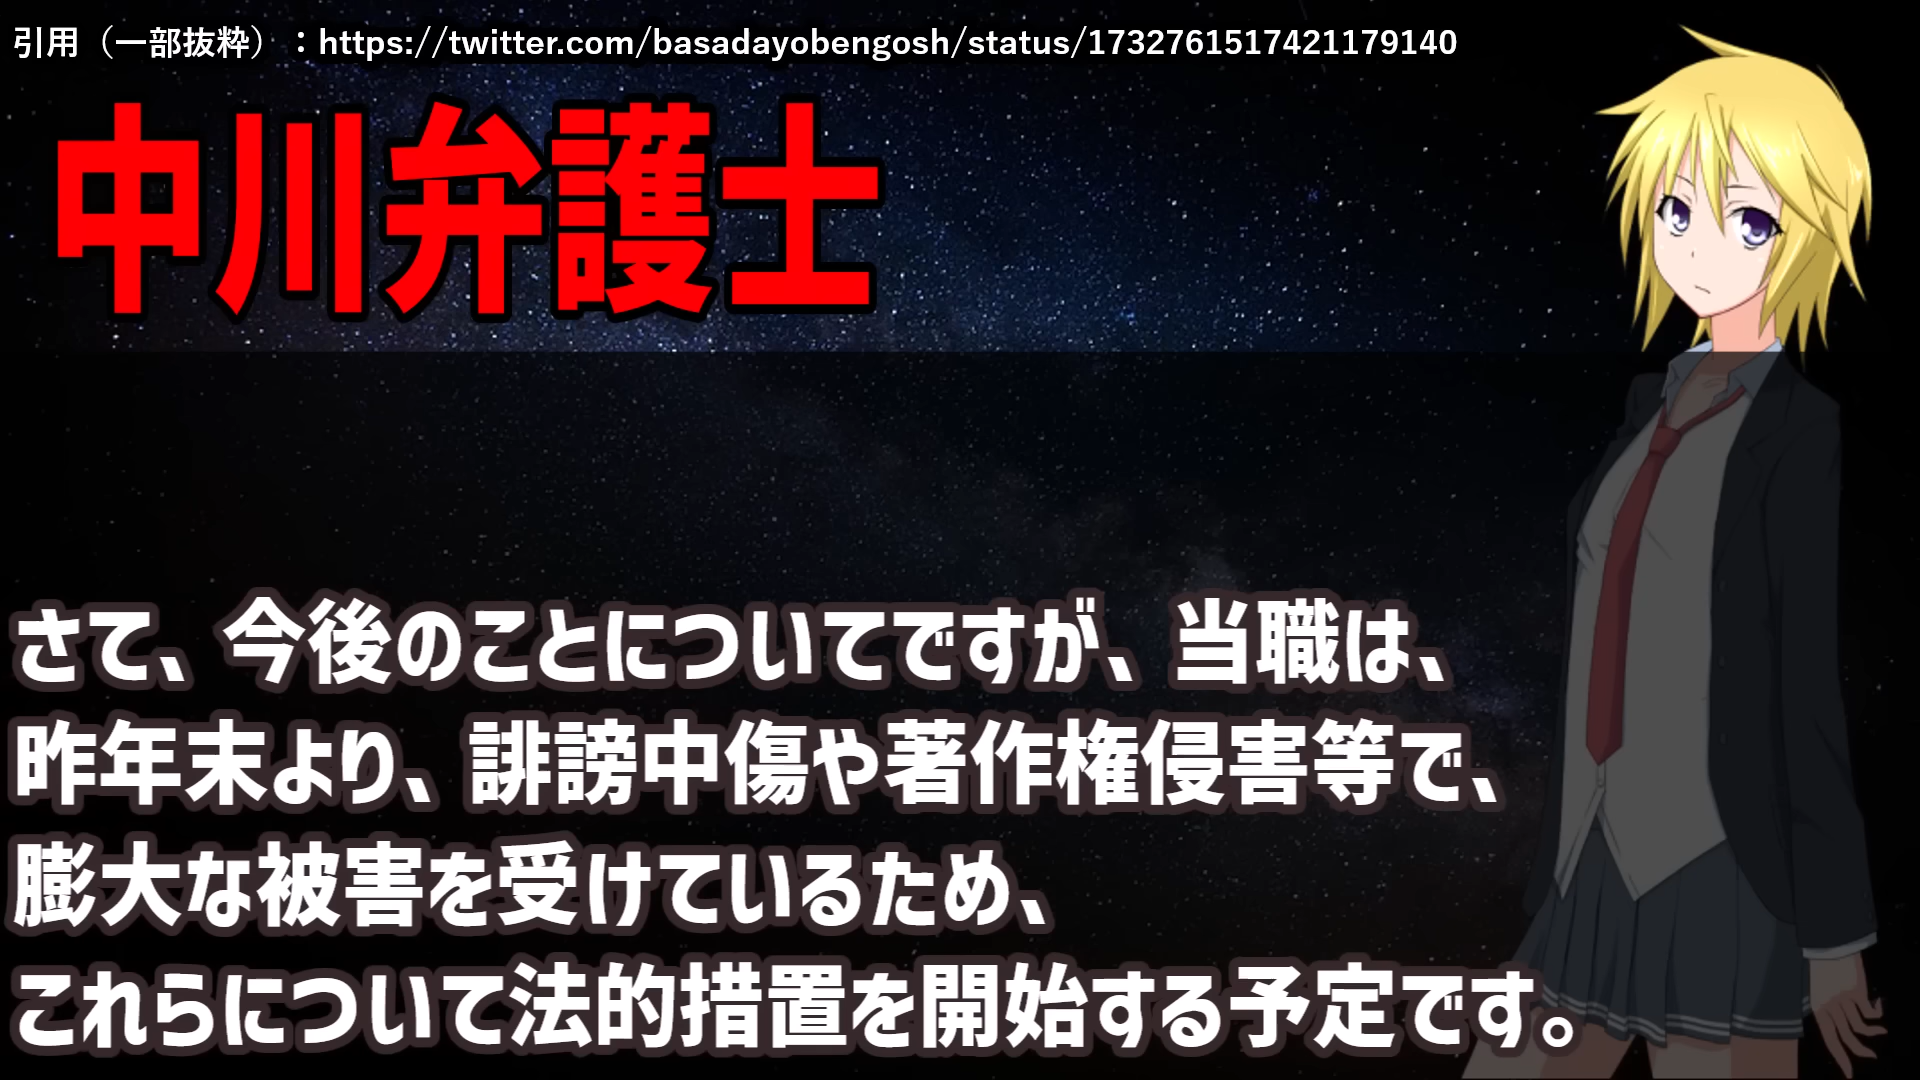 引用（一部抜粋）：https://twitter.com/basadayobengosh/status/1732761517421179140
中川弁護士
さて、今後のことについてですが、当職は、
昨年末より、誹謗中傷や著作権侵害等で、
膨大な被害を受けているため、
これらについて法的措置を開始する予定です。